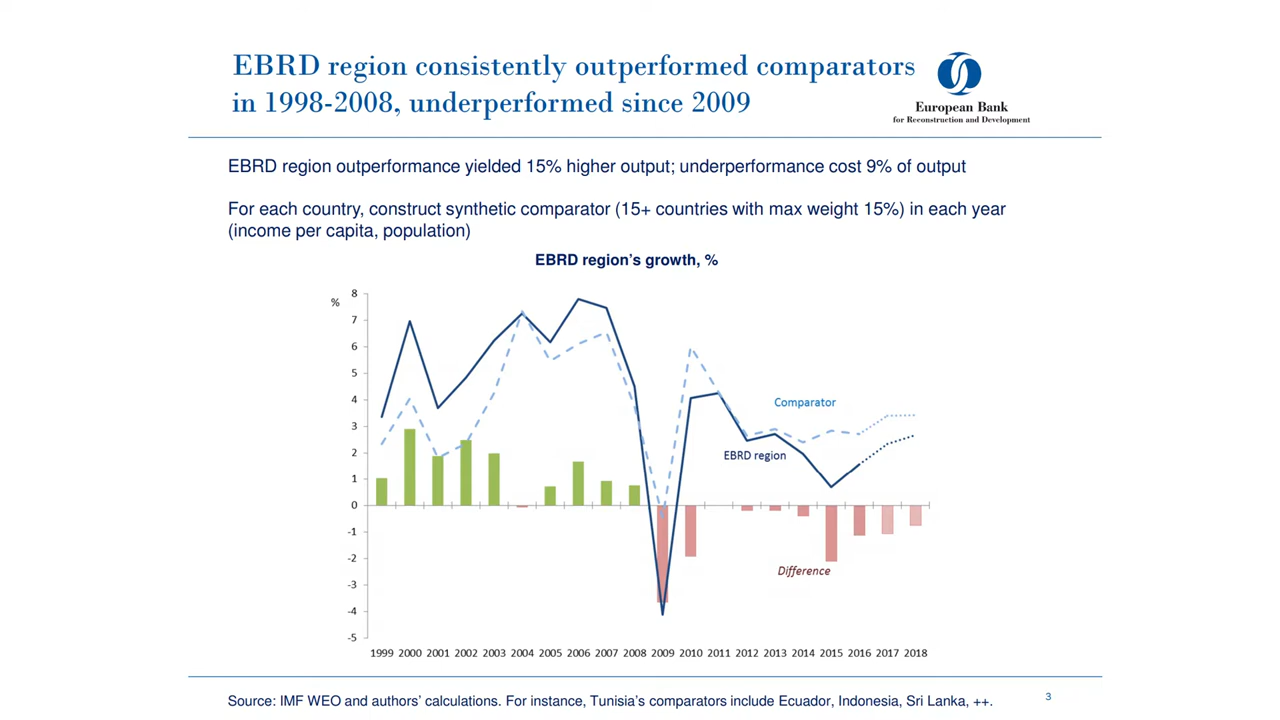 EBRD region consistently outperformed comparators
in 1998-2008, underperformed since 2009
European Bank
for Reconstruction and Development
EBRD region outperformance yielded 15% higher output; underperformance cost 9% of output
For each country, construct synthetic comparator (15+ countries with max weight 15%) in each year
(income per capita, population)
EBRD region's growth, %
%
8
7
6
5
4
3
2
1
0
-1
-2
-3
-4
-5
Comparator
EBRD region
Difference
1999 2000 2001 2002 2003 2004 2005 2006 2007 2008 2009 2010 2011 2012 2013 2014 2015 2016 2017 2018
Source: IMF WEO and authors' calculations. For instance, Tunisia's comparators include Ecuador, Indonesia, Sri Lanka, ++.
3